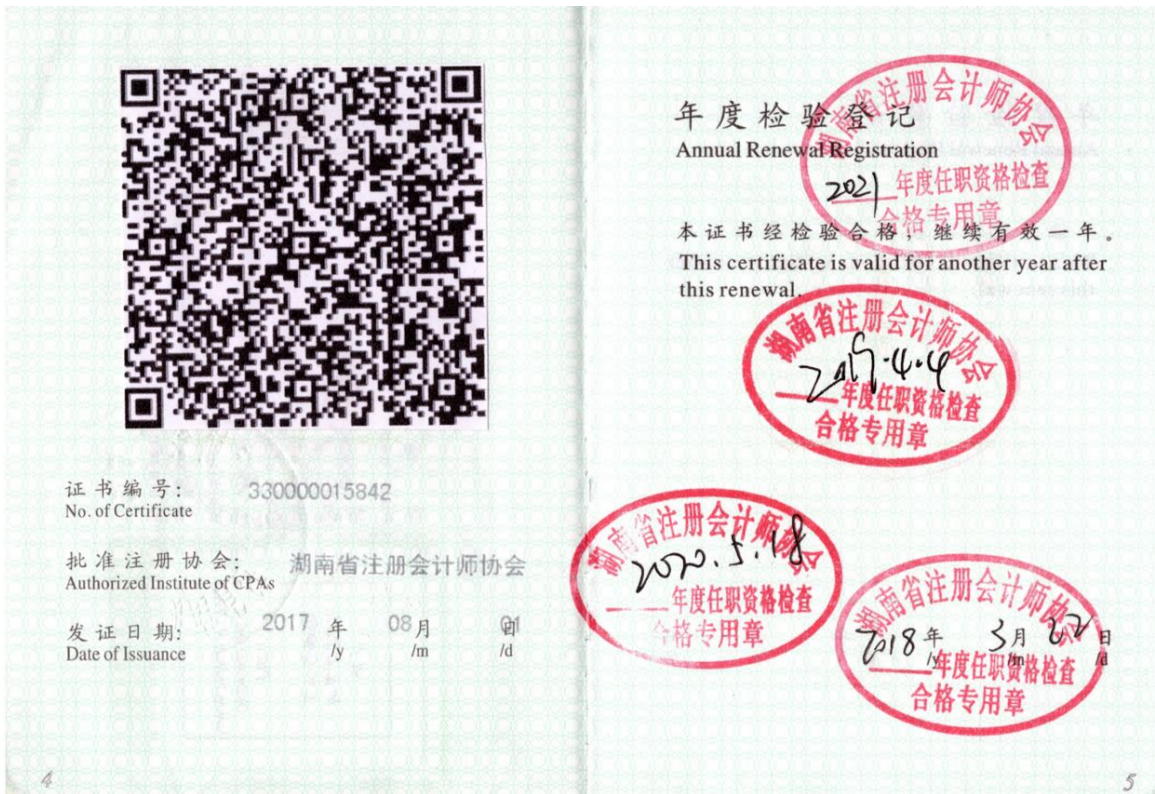 证书编号: 330000015842
No. of Certificate
批准注册协会: 湖南省注册会计师协会
Authorized Institute of CPAs
发证日期: 2017 年 08 月 01 日
Date of Issuance /y /m /d
4
年度检验登记
Annual Renewal Registration
湖南省注册会计师协会
2021 年度任职资格检查
合格专用章
本证书经检验合格，继续有效一年。
This certificate is valid for another year after
this renewal.
湖南省注册会计师协会
2019.4.4
年度任职资格检查
合格专用章
湖南省注册会计师协会
2020.5.18
年度任职资格检查
合格专用章
湖南省注册会计师协会
2018 年 3 月 22 日
/y /m /d
年度任职资格检查
合格专用章
5